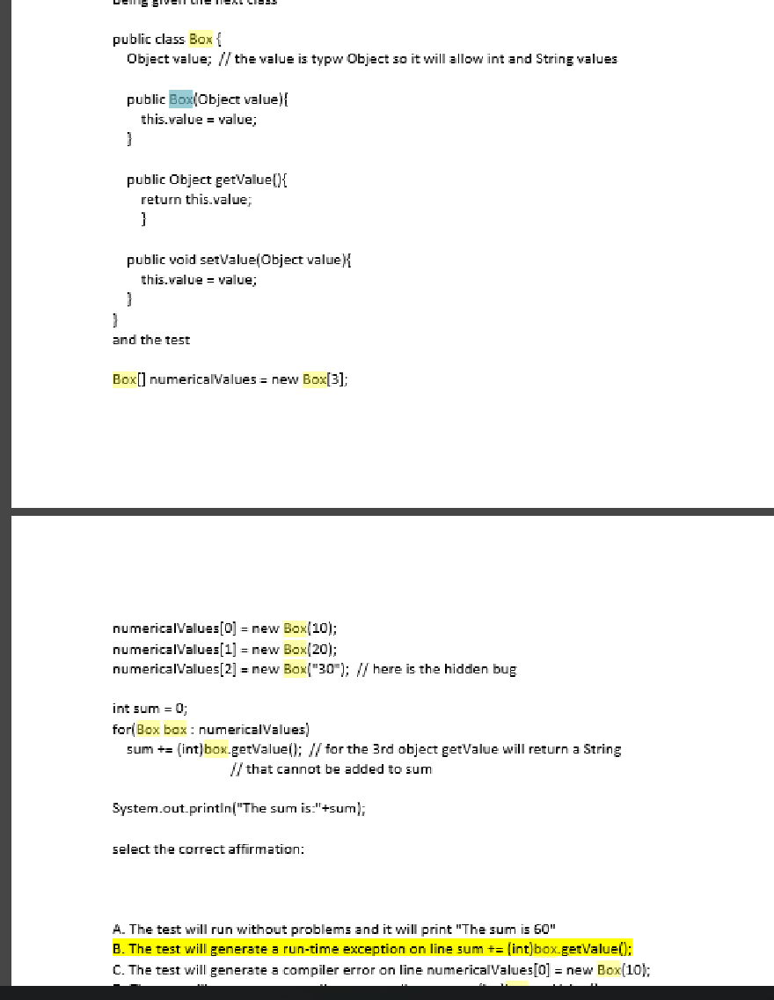 being given the next class
public class Box {
Object value; // the value is typw Object so it will allow int and String values
public Box(Object value){
this.value = value;
}
public Object getValue(){
return this.value;
}
public void setValue(Object value){
this.value = value;
}
}
and the test
Box[] numericalValues = new Box[3];
numericalValues[0] = new Box(10);
numericalValues[1] = new Box(20);
numericalValues[2] = new Box("30"); // here is the hidden bug
int sum = 0;
for(Box box : numericalValues)
sum += (int)box.getValue(); // for the 3rd object getValue will return a String
// that cannot be added to sum
System.out.println("The sum is:"+sum);
select the correct affirmation:
A. The test will run without problems and it will print "The sum is 60"
B. The test will generate a run-time exception on line sum += (int)box.getValue();
C. The test will generate a compiler error on line numericalValues[0] = new Box(10);